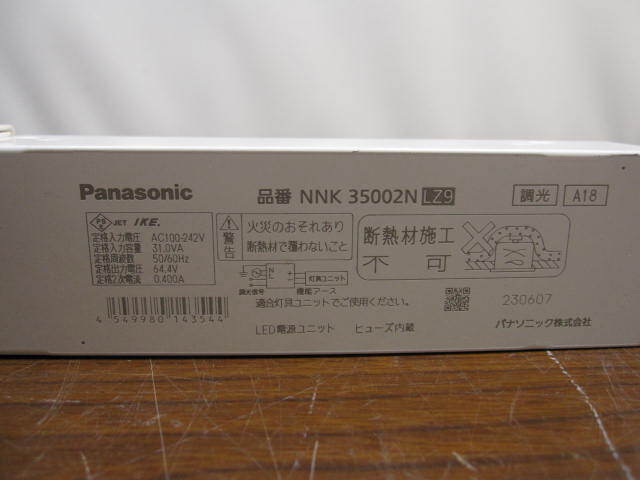 Panasonic
品番 NNK 35002N LZ9
調光 A18
PS E JET IKE.
定格入力電圧 AC100-242V
定格入力容量 31.0VA
定格周波数 50/60Hz
定格出力電圧 64.4V
定格2次電流 0.400A
警告
火災のおそれあり
断熱材で覆わないこと
断熱材施工
不可
N
L
灯具ユニット
調光信号 機能アース
適合灯具ユニットでご使用ください。
4 549980 143544
LED電源ユニット ヒューズ内蔵
230607
パナソニック株式会社